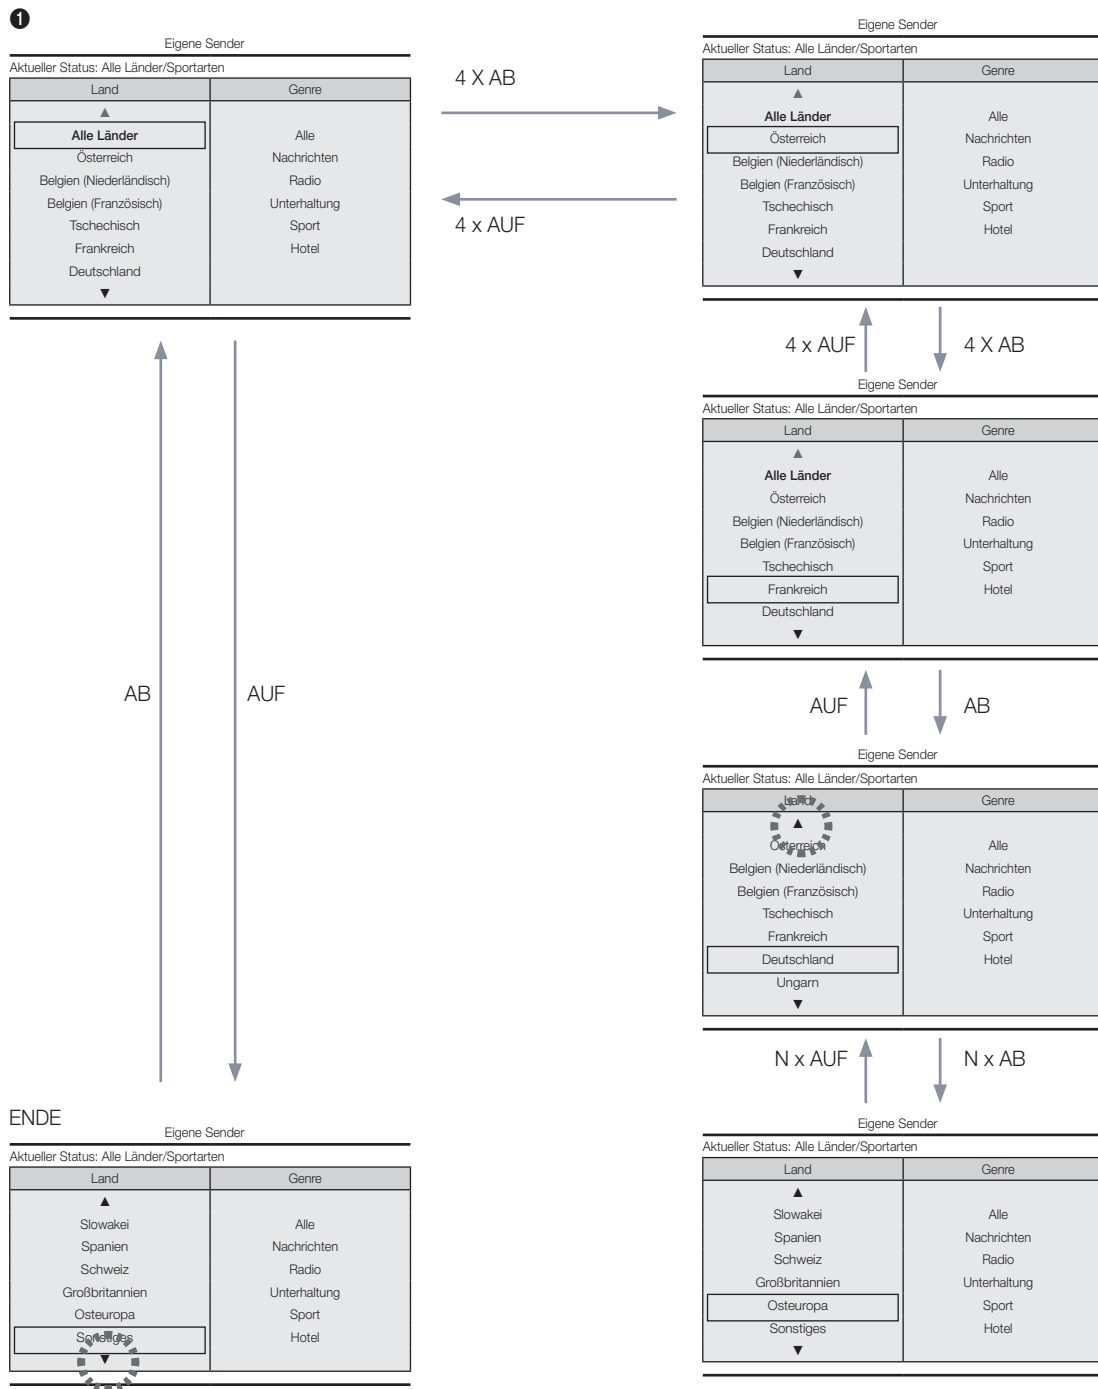 ❶
Eigene Sender
Aktueller Status: Alle Länder/Sportarten
Land Genre
▲
Alle Länder Alle
Österreich Nachrichten
Belgien (Niederländisch) Radio
Belgien (Französisch) Unterhaltung
Tschechisch Sport
Frankreich Hotel
Deutschland
▼
4 X AB
4 x AUF
Eigene Sender
Aktueller Status: Alle Länder/Sportarten
Land Genre
▲
Alle Länder Alle
Österreich Nachrichten
Belgien (Niederländisch) Radio
Belgien (Französisch) Unterhaltung
Tschechisch Sport
Frankreich Hotel
Deutschland
▼
4 x AUF 4 X AB
Eigene Sender
Aktueller Status: Alle Länder/Sportarten
Land Genre
▲
Alle Länder Alle
Österreich Nachrichten
Belgien (Niederländisch) Radio
Belgien (Französisch) Unterhaltung
Tschechisch Sport
Frankreich Hotel
Deutschland
▼
AB AUF
AUF AB
Eigene Sender
Aktueller Status: Alle Länder/Sportarten
Land Genre
▲
Österreich Alle
Belgien (Niederländisch) Nachrichten
Belgien (Französisch) Radio
Tschechisch Unterhaltung
Frankreich Sport
Deutschland Hotel
Ungarn
▼
N x AUF N x AB
ENDE
Eigene Sender
Aktueller Status: Alle Länder/Sportarten
Land Genre
▲
Slowakei Alle
Spanien Nachrichten
Schweiz Radio
Großbritannien Unterhaltung
Osteuropa Sport
Sonstiges Hotel
▼
Eigene Sender
Aktueller Status: Alle Länder/Sportarten
Land Genre
▲
Slowakei Alle
Spanien Nachrichten
Schweiz Radio
Großbritannien Unterhaltung
Osteuropa Sport
Sonstiges Hotel
▼